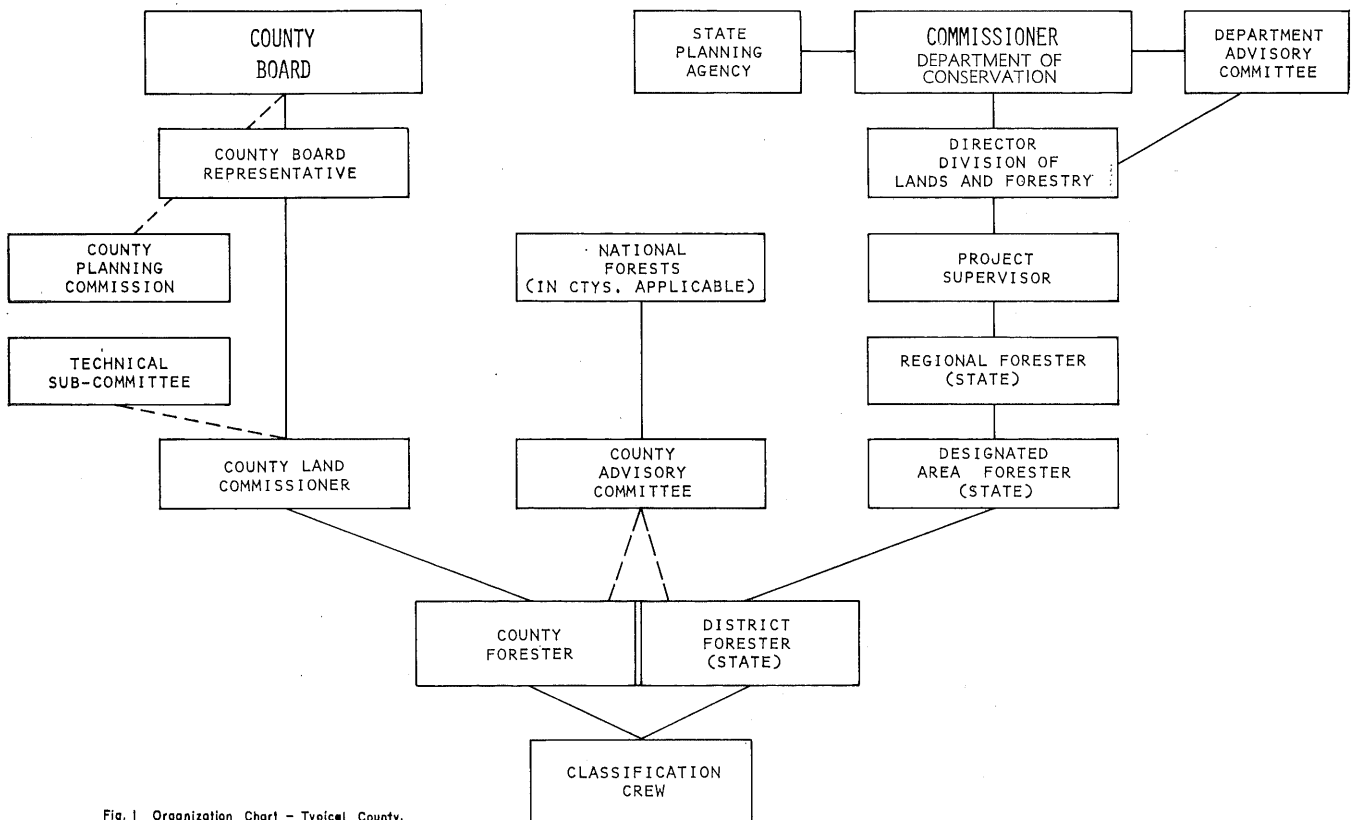 COUNTY
BOARD
STATE
PLANNING
AGENCY
COMMISSIONER
DEPARTMENT OF
CONSERVATION
DEPARTMENT
ADVISORY
COMMITTEE
COUNTY BOARD
REPRESENTATIVE
DIRECTOR
DIVISION OF
LANDS AND FORESTRY
COUNTY
PLANNING
COMMISSION
NATIONAL
FORESTS
(IN CTYS. APPLICABLE)
PROJECT
SUPERVISOR
TECHNICAL
SUB-COMMITTEE
REGIONAL FORESTER
(STATE)
COUNTY LAND
COMMISSIONER
COUNTY
ADVISORY
COMMITTEE
DESIGNATED
AREA FORESTER
(STATE)
COUNTY
FORESTER
DISTRICT
FORESTER
(STATE)
CLASSIFICATION
CREW
Fig. 1 Organization Chart – Typical County.